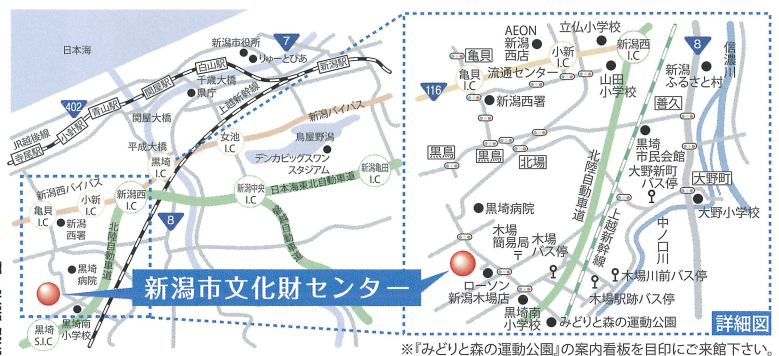 日本海
新潟市役所
りゅーとぴあ
7
新潟駅
白山駅
千歳大橋
県庁
関屋駅
402
青山駅
小針駅
関屋大橋
上越新幹線
新潟バイパス
JR越後線
寺尾駅
平成大橋
女池
I.C
鳥屋野潟
デンカビッグスワン
スタジアム
黒埼
I.C
新潟西バイパス
新潟西
I.C
新潟中央
I.C
日本海東北自動車道
新潟亀田
I.C
亀貝
I.C
小新
I.C
新潟
西署
8
北陸自動車道
磐越自動車道
黒埼
病院
新潟市文化財センター
黒埼南
小学校
黒埼
S.I.C
AEON
新潟
西店
立仏小学校
小新
I.C
新潟西
I.C
8
信濃川
亀貝
亀貝
I.C
流通センター
山田
小学校
新潟
ふるさと村
116
新潟西署
善久
黒鳥
黒鳥
北場
黒埼
市民会館
北陸自動車道
大野新町
バス停
大野町
大野小学校
黒埼病院
上越新幹線
中ノ口川
木場
簡易局
木場
バス停
ローソン
新潟木場店
木場川前バス停
木場駅跡バス停
黒埼南
小学校
みどりと森の運動公園
詳細図
※『みどりと森の運動公園』の案内看板を目印にご来館下さい。